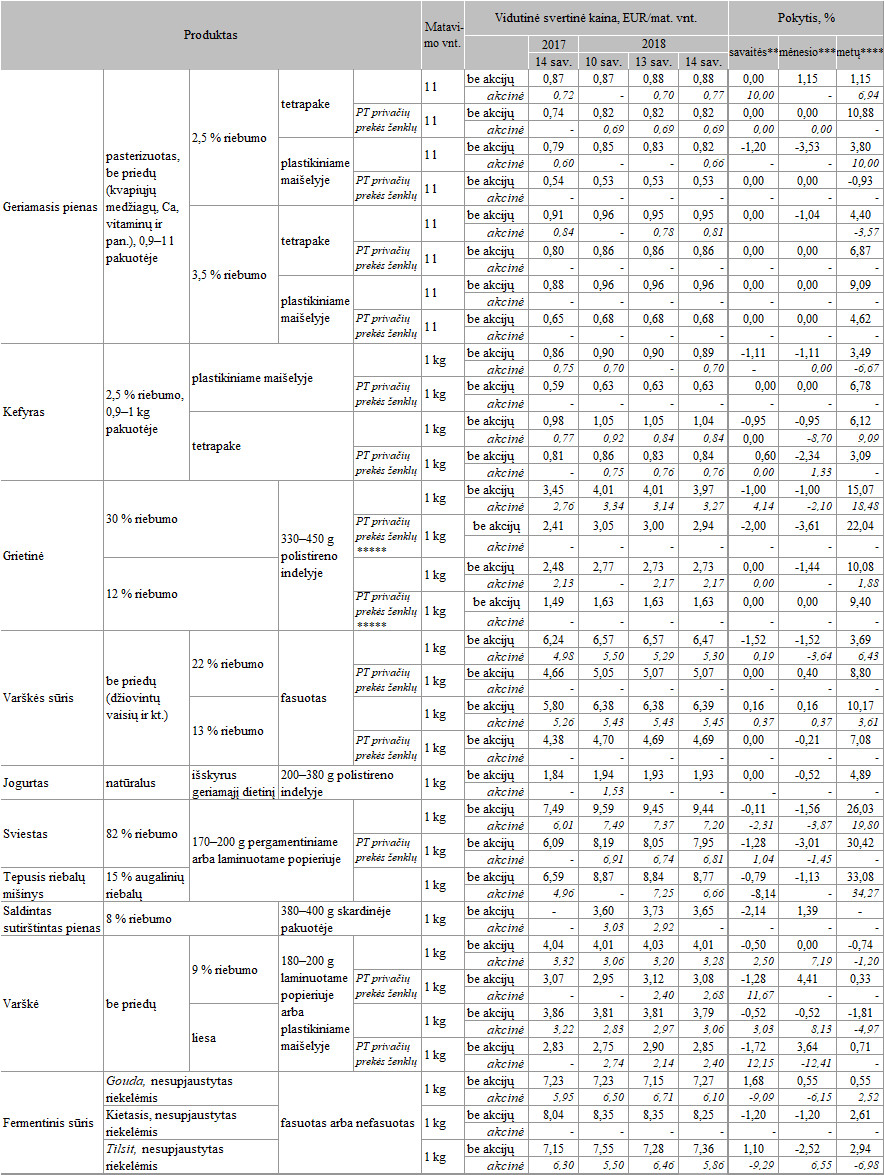 Produktas Matavi- Vidutinė svertinė kaina, EUR/mat. vnt. Pokytis, %
mo vnt. 2017 2018 savaitės** mėnesio*** metų****
14 sav. 10 sav. 13 sav. 14 sav.
Geriamasis pienas
pasterizuotas,
be priedų
(kvapiųjų
medžiagų, Ca,
vitaminų ir
pan.), 0,9–1 l
pakuotėje
2,5 % riebumo
tetrapake
1 l be akcijų 0,87 0,87 0,88 0,88 0,00 1,15 1,15
akcinė 0,72 - 0,70 0,77 10,00 - 6,94
PT privačių
prekės ženklų
1 l be akcijų 0,74 0,82 0,82 0,82 0,00 0,00 10,88
akcinė - 0,69 0,69 0,69 0,00 0,00 -
plastikiniame
maišelyje
1 l be akcijų 0,79 0,85 0,83 0,82 -1,20 -3,53 3,80
akcinė 0,60 - - 0,66 - 10,00
PT privačių
prekės ženklų
1 l be akcijų 0,54 0,53 0,53 0,53 0,00 0,00 -0,93
akcinė - - - - - - -
3,5 % riebumo
tetrapake
1 l be akcijų 0,91 0,96 0,95 0,95 0,00 -1,04 4,40
akcinė 0,84 - 0,78 0,81 -3,57
PT privačių
prekės ženklų
1 l be akcijų 0,80 0,86 0,86 0,86 0,00 0,00 6,87
akcinė - - - - - - -
plastikiniame
maišelyje
1 l be akcijų 0,88 0,96 0,96 0,96 0,00 0,00 9,09
akcinė - - - - - - -
PT privačių
prekės ženklų
1 l be akcijų 0,65 0,68 0,68 0,68 0,00 0,00 4,62
akcinė - - - - - - -
Kefyras
2,5 % riebumo,
0,9–1 kg
pakuotėje
plastikiniame maišelyje
1 kg be akcijų 0,86 0,90 0,90 0,89 -1,11 -1,11 3,49
akcinė 0,75 0,70 - 0,70 - 0,00 -6,67
PT privačių
prekės ženklų
1 kg be akcijų 0,59 0,63 0,63 0,63 0,00 0,00 6,78
akcinė - - - - - - -
tetrapake
1 kg be akcijų 0,98 1,05 1,05 1,04 -0,95 -0,95 6,12
akcinė 0,77 0,92 0,84 0,84 0,00 -8,70 9,09
PT privačių
prekės ženklų
1 kg be akcijų 0,81 0,86 0,83 0,84 0,60 -2,34 3,09
akcinė - 0,75 0,76 0,76 0,00 1,33 -
Grietinė
30 % riebumo
330–450 g
polistireno
indelyje
1 kg be akcijų 3,45 4,01 4,01 3,97 -1,00 -1,00 15,07
akcinė 2,76 3,34 3,14 3,27 4,14 -2,10 18,48
PT privačių
prekės ženklų
*****
1 kg be akcijų 2,41 3,05 3,00 2,94 -2,00 -3,61 22,04
akcinė - - - - - - -
12 % riebumo
1 kg be akcijų 2,48 2,77 2,73 2,73 0,00 -1,44 10,08
akcinė 2,13 - 2,17 2,17 0,00 - 1,88
PT privačių
prekės ženklų
*****
1 kg be akcijų 1,49 1,63 1,63 1,63 0,00 0,00 9,40
akcinė - - - - - - -
Varškės sūris
be priedų
(džiovintų
vaisių ir kt.)
22 % riebumo
fasuotas
1 kg be akcijų 6,24 6,57 6,57 6,47 -1,52 -1,52 3,69
akcinė 4,98 5,50 5,29 5,30 0,19 -3,64 6,43
PT privačių
prekės ženklų
1 kg be akcijų 4,66 5,05 5,07 5,07 0,00 0,40 8,80
akcinė - - - - - - -
13 % riebumo
1 kg be akcijų 5,80 6,38 6,38 6,39 0,16 0,16 10,17
akcinė 5,26 5,43 5,43 5,45 0,37 0,37 3,61
PT privačių
prekės ženklų
1 kg be akcijų 4,38 4,70 4,69 4,69 0,00 -0,21 7,08
akcinė - - - - - - -
Jogurtas
natūralus
išskyrus
geriamąjį dietinį
200–380 g polistireno
indelyje
1 kg be akcijų 1,84 1,94 1,93 1,93 0,00 -0,52 4,89
akcinė - 1,53 - - - - -
Sviestas
82 % riebumo
170–200 g pergamentiniame
arba laminuotame popieriuje
1 kg be akcijų 7,49 9,59 9,45 9,44 -0,11 -1,56 26,03
akcinė 6,01 7,49 7,37 7,20 -2,31 -3,87 19,80
PT privačių
prekės ženklų
1 kg be akcijų 6,09 8,19 8,05 7,95 -1,28 -3,01 30,42
akcinė - 6,91 6,74 6,81 1,04 -1,45 -
Tepusis riebalų
mišinys
15 % augalinių
riebalų
1 kg be akcijų 6,59 8,87 8,84 8,77 -0,79 -1,13 33,08
akcinė 4,96 - 7,25 6,66 -8,14 - 34,27
Saldintas
sutirštintas pienas
8 % riebumo
380–400 g skardinėje
pakuotėje
1 kg be akcijų - 3,60 3,73 3,65 -2,14 1,39 -
akcinė - 3,03 2,92 - - - -
Varškė
be priedų
9 % riebumo
180–200 g
laminuotame
popieriuje
arba
plastikiniame
maišelyje
1 kg be akcijų 4,04 4,01 4,03 4,01 -0,50 0,00 -0,74
akcinė 3,32 3,06 3,20 3,28 2,50 7,19 -1,20
PT privačių
prekės ženklų
1 kg be akcijų 3,07 2,95 3,12 3,08 -1,28 4,41 0,33
akcinė - - 2,40 2,68 11,67 - -
liesa
1 kg be akcijų 3,86 3,81 3,81 3,79 -0,52 -0,52 -1,81
akcinė 3,22 2,83 2,97 3,06 3,03 8,13 -4,97
PT privačių
prekės ženklų
1 kg be akcijų 2,83 2,75 2,90 2,85 -1,72 3,64 0,71
akcinė - 2,74 2,14 2,40 12,15 -12,41 -
Fermentinis sūris
Gouda, nesupjaustytas
riekelėmis
fasuotas arba nefasuotas
1 kg be akcijų 7,23 7,23 7,15 7,27 1,68 0,55 0,55
akcinė 5,95 6,50 6,71 6,10 -9,09 -6,15 2,52
Kietasis, nesupjaustytas
riekelėmis
1 kg be akcijų 8,04 8,35 8,35 8,25 -1,20 -1,20 2,61
akcinė - - - - - - -
Tilsit, nesupjaustytas
riekelėmis
1 kg be akcijų 7,15 7,55 7,28 7,36 1,10 -2,52 2,94
akcinė 6,30 5,50 6,46 5,86 -9,29 6,55 -6,98